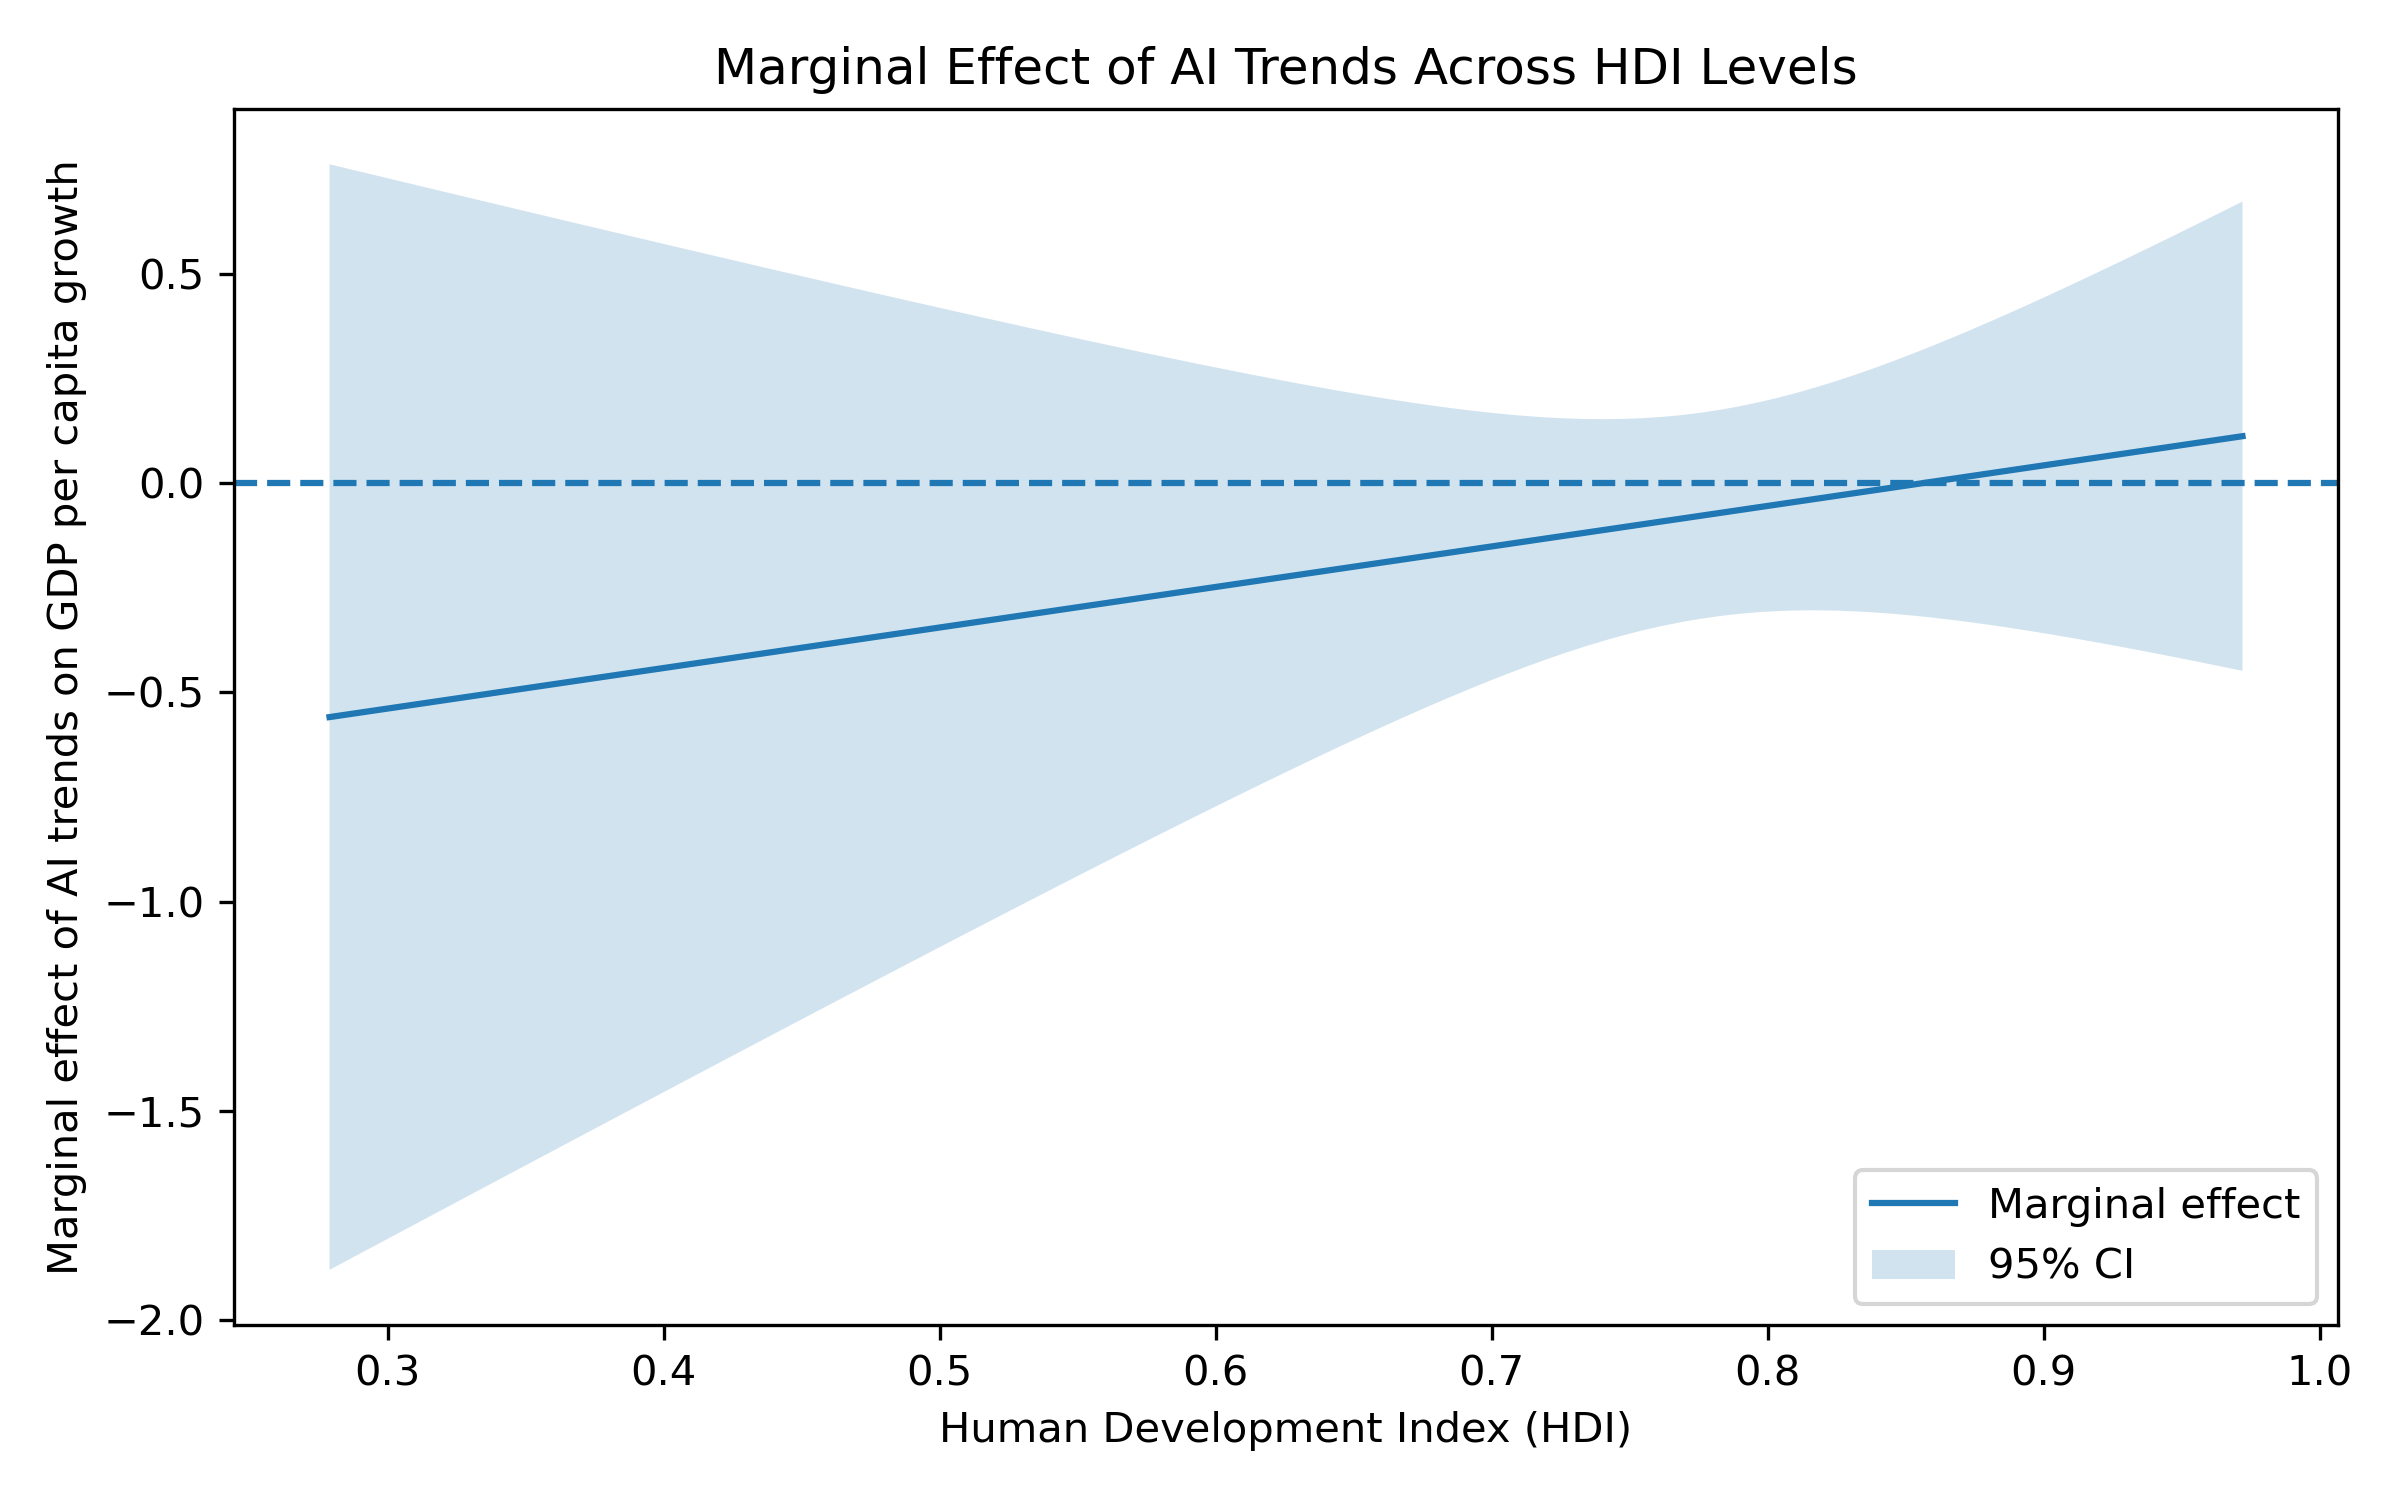 Marginal Effect of AI Trends Across HDI Levels
Marginal effect of AI trends on GDP per capita growth
0.5
0.0
−0.5
−1.0
−1.5
−2.0
0.3
0.4
0.5
0.6
0.7
0.8
0.9
1.0
Human Development Index (HDI)
Marginal effect
95% CI